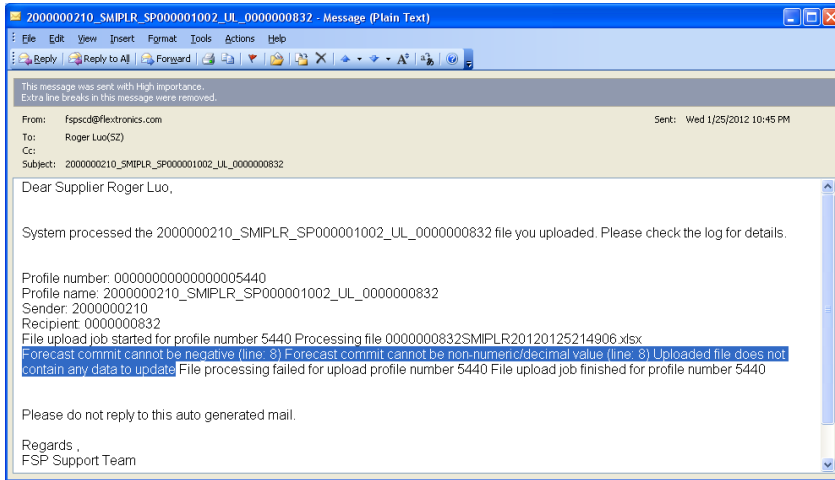 2000000210_SMIPLR_SP000001002_UL_0000000832 - Message (Plain Text)
File Edit View Insert Format Tools Actions Help
Reply Reply to All Forward
This message was sent with High importance.
Extra line breaks in this message were removed.
From: fspscd@flextronics.com Sent: Wed 1/25/2012 10:45 PM
To: Roger Luo(SZ)
Cc:
Subject: 2000000210_SMIPLR_SP000001002_UL_0000000832
Dear Supplier Roger Luo,
System processed the 2000000210_SMIPLR_SP000001002_UL_0000000832 file you uploaded. Please check the log for details.
Profile number: 00000000000000005440
Profile name: 2000000210_SMIPLR_SP000001002_UL_0000000832
Sender: 2000000210
Recipient: 0000000832
File upload job started for profile number 5440 Processing file 0000000832SMIPLR20120125214906.xlsx
Forecast commit cannot be negative (line: 8) Forecast commit cannot be non-numeric/decimal value (line: 8) Uploaded file does not
contain any data to update File processing failed for upload profile number 5440 File upload job finished for profile number 5440
Please do not reply to this auto generated mail.
Regards ,
FSP Support Team